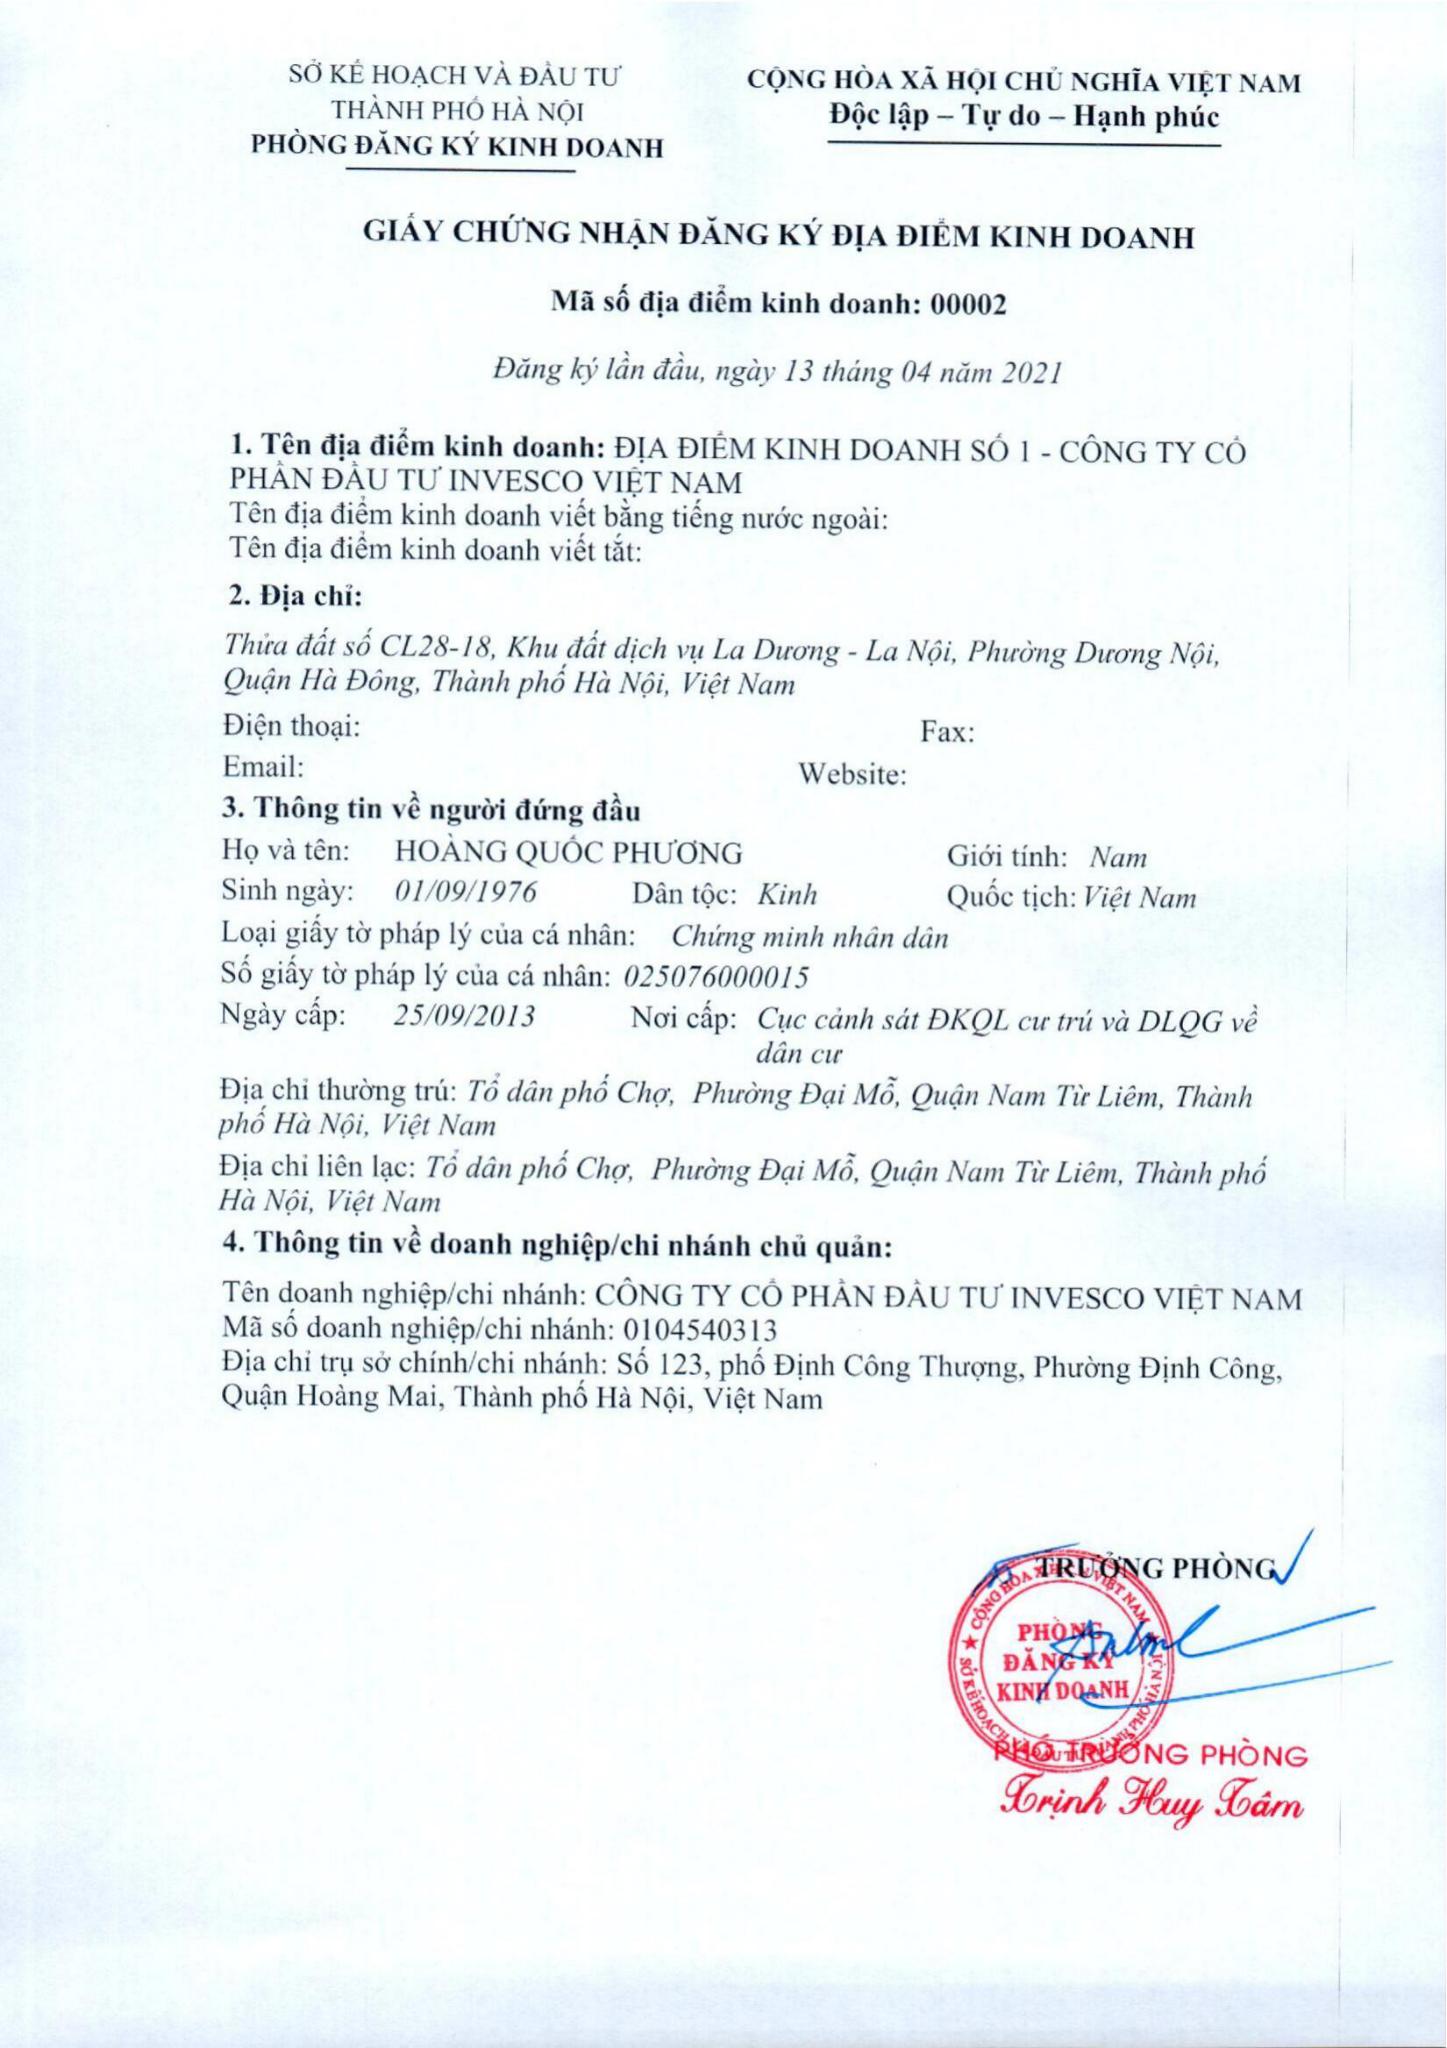 SỞ KẾ HOẠCH VÀ ĐẦU TƯ
THÀNH PHỐ HÀ NỘI
PHÒNG ĐĂNG KÝ KINH DOANH
CỘNG HÒA XÃ HỘI CHỦ NGHĨA VIỆT NAM
Độc lập – Tự do – Hạnh phúc
GIẤY CHỨNG NHẬN ĐĂNG KÝ ĐỊA ĐIỂM KINH DOANH
Mã số địa điểm kinh doanh: 00002
Đăng ký lần đầu, ngày 13 tháng 04 năm 2021
1. Tên địa điểm kinh doanh: ĐỊA ĐIỂM KINH DOANH SỐ 1 - CÔNG TY CỔ
PHẦN ĐẦU TƯ INVESCO VIỆT NAM
Tên địa điểm kinh doanh viết bằng tiếng nước ngoài:
Tên địa điểm kinh doanh viết tắt:
2. Địa chỉ:
Thửa đất số CL28-18, Khu đất dịch vụ La Dương - La Nội, Phường Dương Nội,
Quận Hà Đông, Thành phố Hà Nội, Việt Nam
Điện thoại: Fax:
Email: Website:
3. Thông tin về người đứng đầu
Họ và tên: HOÀNG QUỐC PHƯƠNG Giới tính: Nam
Sinh ngày: 01/09/1976 Dân tộc: Kinh Quốc tịch: Việt Nam
Loại giấy tờ pháp lý của cá nhân: Chứng minh nhân dân
Số giấy tờ pháp lý của cá nhân: 025076000015
Ngày cấp: 25/09/2013 Nơi cấp: Cục cảnh sát ĐKQL cư trú và DLQG về
dân cư
Địa chỉ thường trú: Tổ dân phố Chợ, Phường Đại Mỗ, Quận Nam Từ Liêm, Thành
phố Hà Nội, Việt Nam
Địa chỉ liên lạc: Tổ dân phố Chợ, Phường Đại Mỗ, Quận Nam Từ Liêm, Thành phố
Hà Nội, Việt Nam
4. Thông tin về doanh nghiệp/chi nhánh chủ quản:
Tên doanh nghiệp/chi nhánh: CÔNG TY CỔ PHẦN ĐẦU TƯ INVESCO VIỆT NAM
Mã số doanh nghiệp/chi nhánh: 0104540313
Địa chỉ trụ sở chính/chi nhánh: Số 123, phố Định Công Thượng, Phường Định Công,
Quận Hoàng Mai, Thành phố Hà Nội, Việt Nam
TRƯỞNG PHÒNG
CỘNG HÒA X.H.C.N VIỆT NAM
SỞ KẾ HOẠCH VÀ ĐẦU TƯ THÀNH PHỐ HÀ NỘI
PHÒNG
ĐĂNG KÝ
KINH DOANH
PHÓ TRƯỞNG PHÒNG
Trịnh Huy Tâm